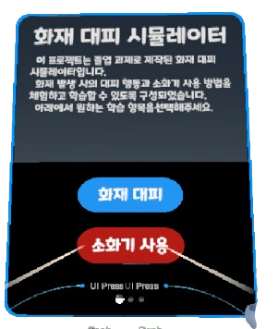 화재 대피 시뮬레이터
이 프로젝트는 졸업 과제로 제작된 화재 대피
시뮬레이터입니다.
화재 발생 시의 대피 행동과 소화기 사용 방법을
체험하고 학습할 수 있도록 구성되었습니다.
아래에서 원하는 학습 항목을선택해주세요.
화재 대피
소화기 사용
UI Press UI Press